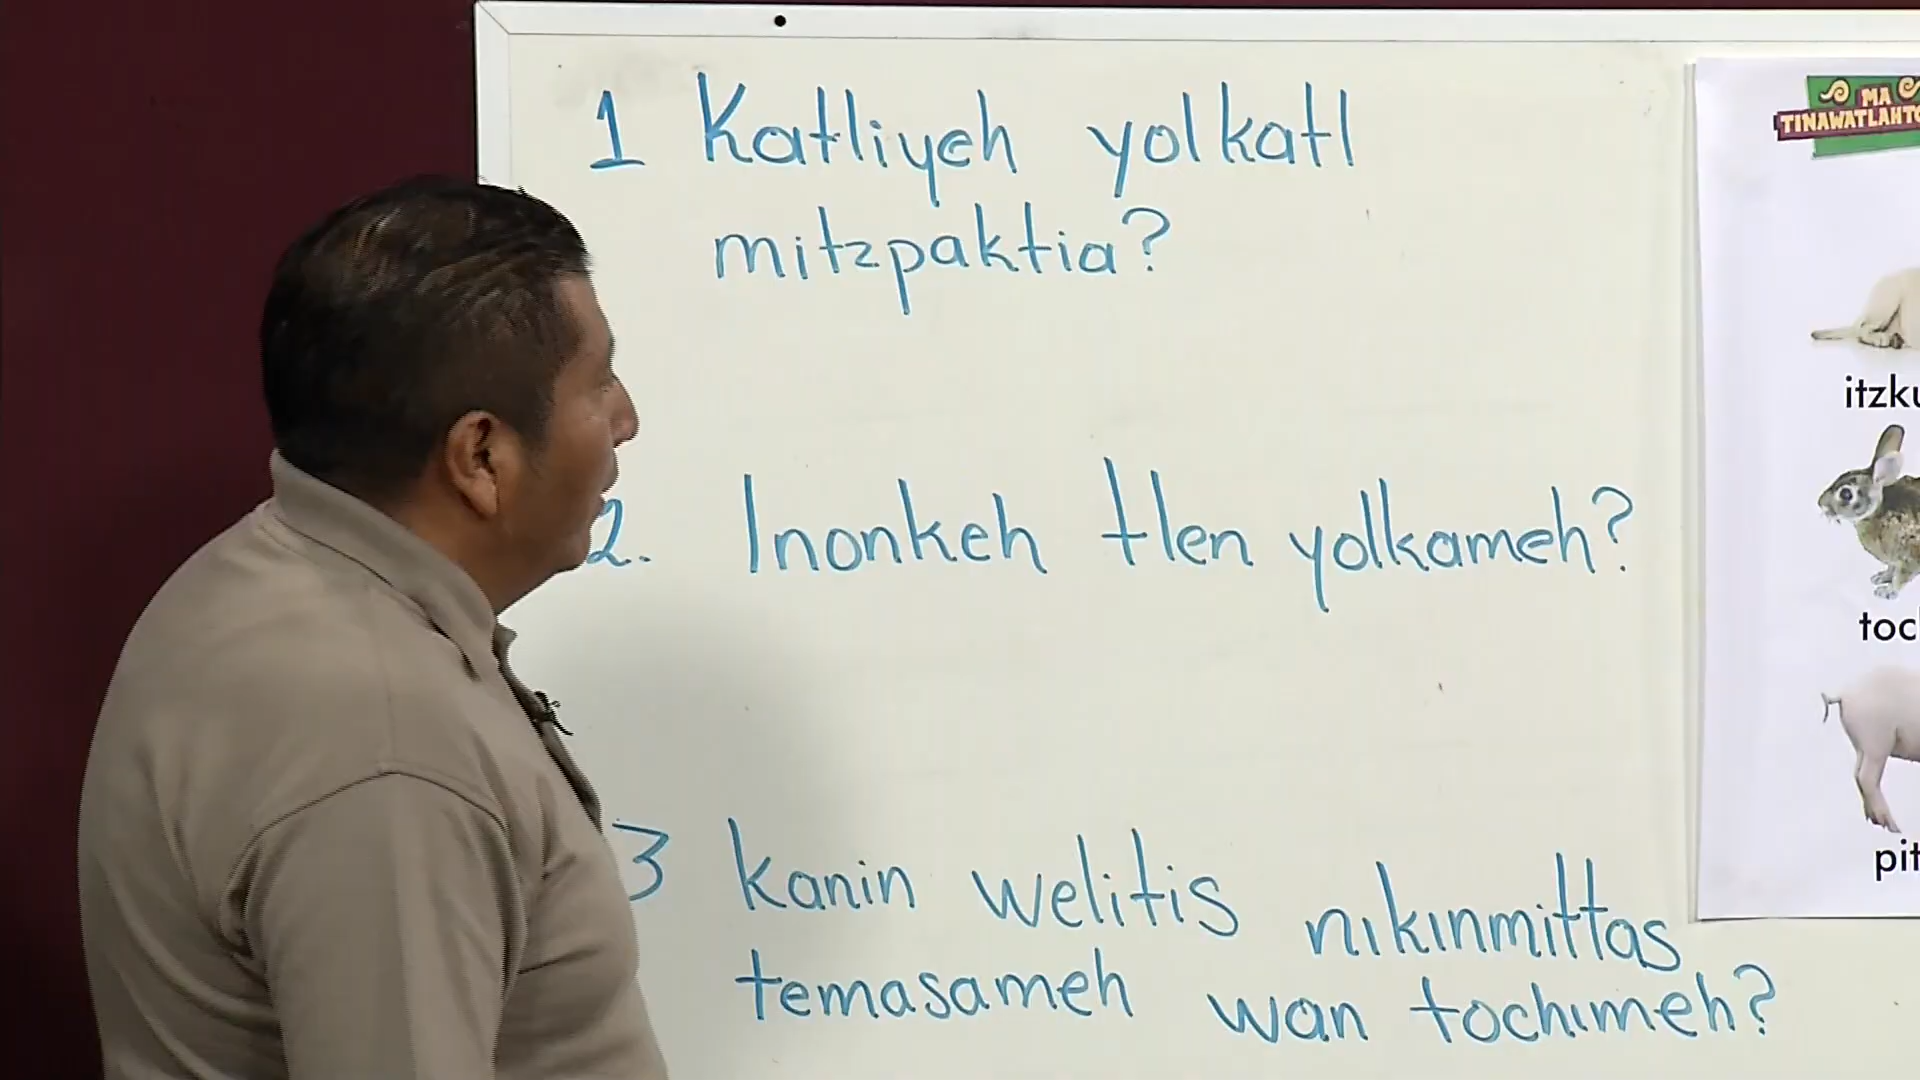 1 Katliyeh yolkatl
mitzpaktia?
2. Inonkeh tlen yolkameh?
3 kanin welitis nikinmittas
temasameh wan tochimeh?
MA
TINAWATLAHTO
itzku
toc
pit